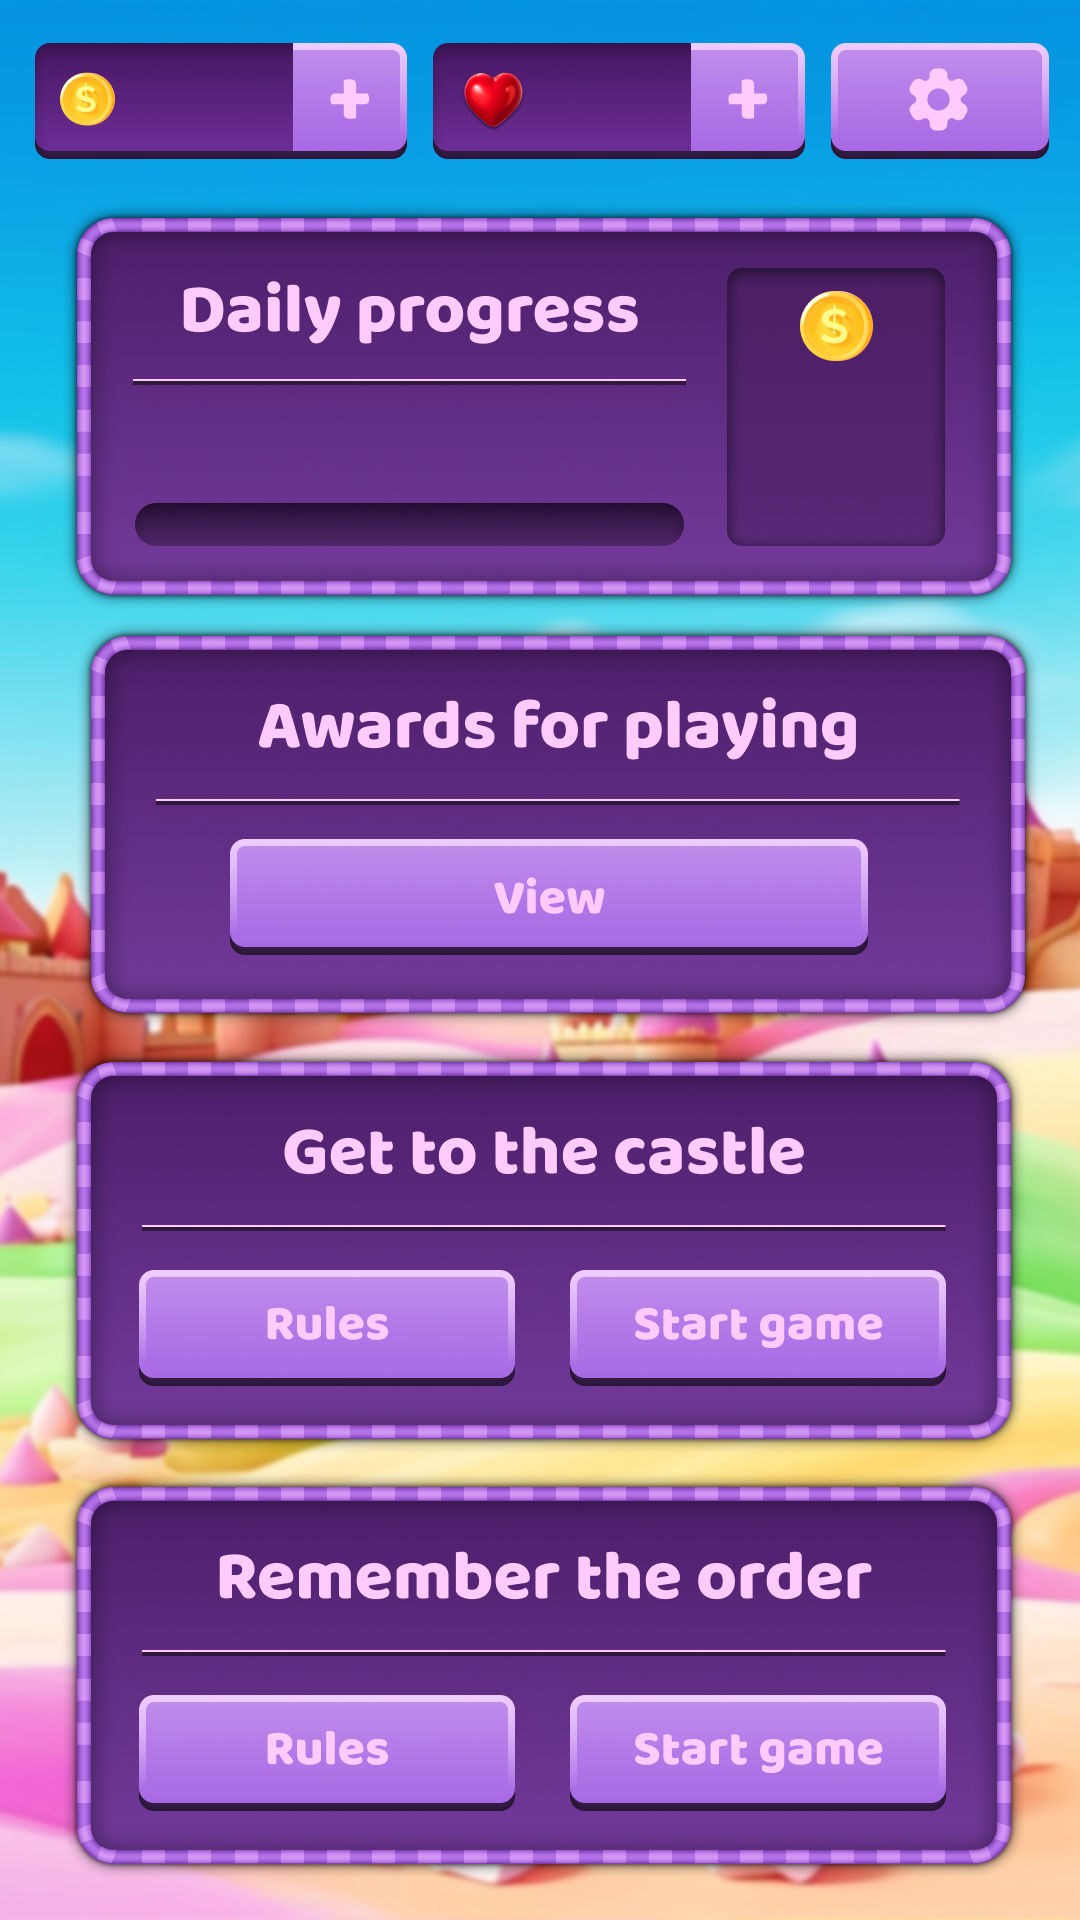 $
Daily progress
$
Awards for playing
View
Get to the castle
Rules
Start game
Remember the order
Rules
Start game